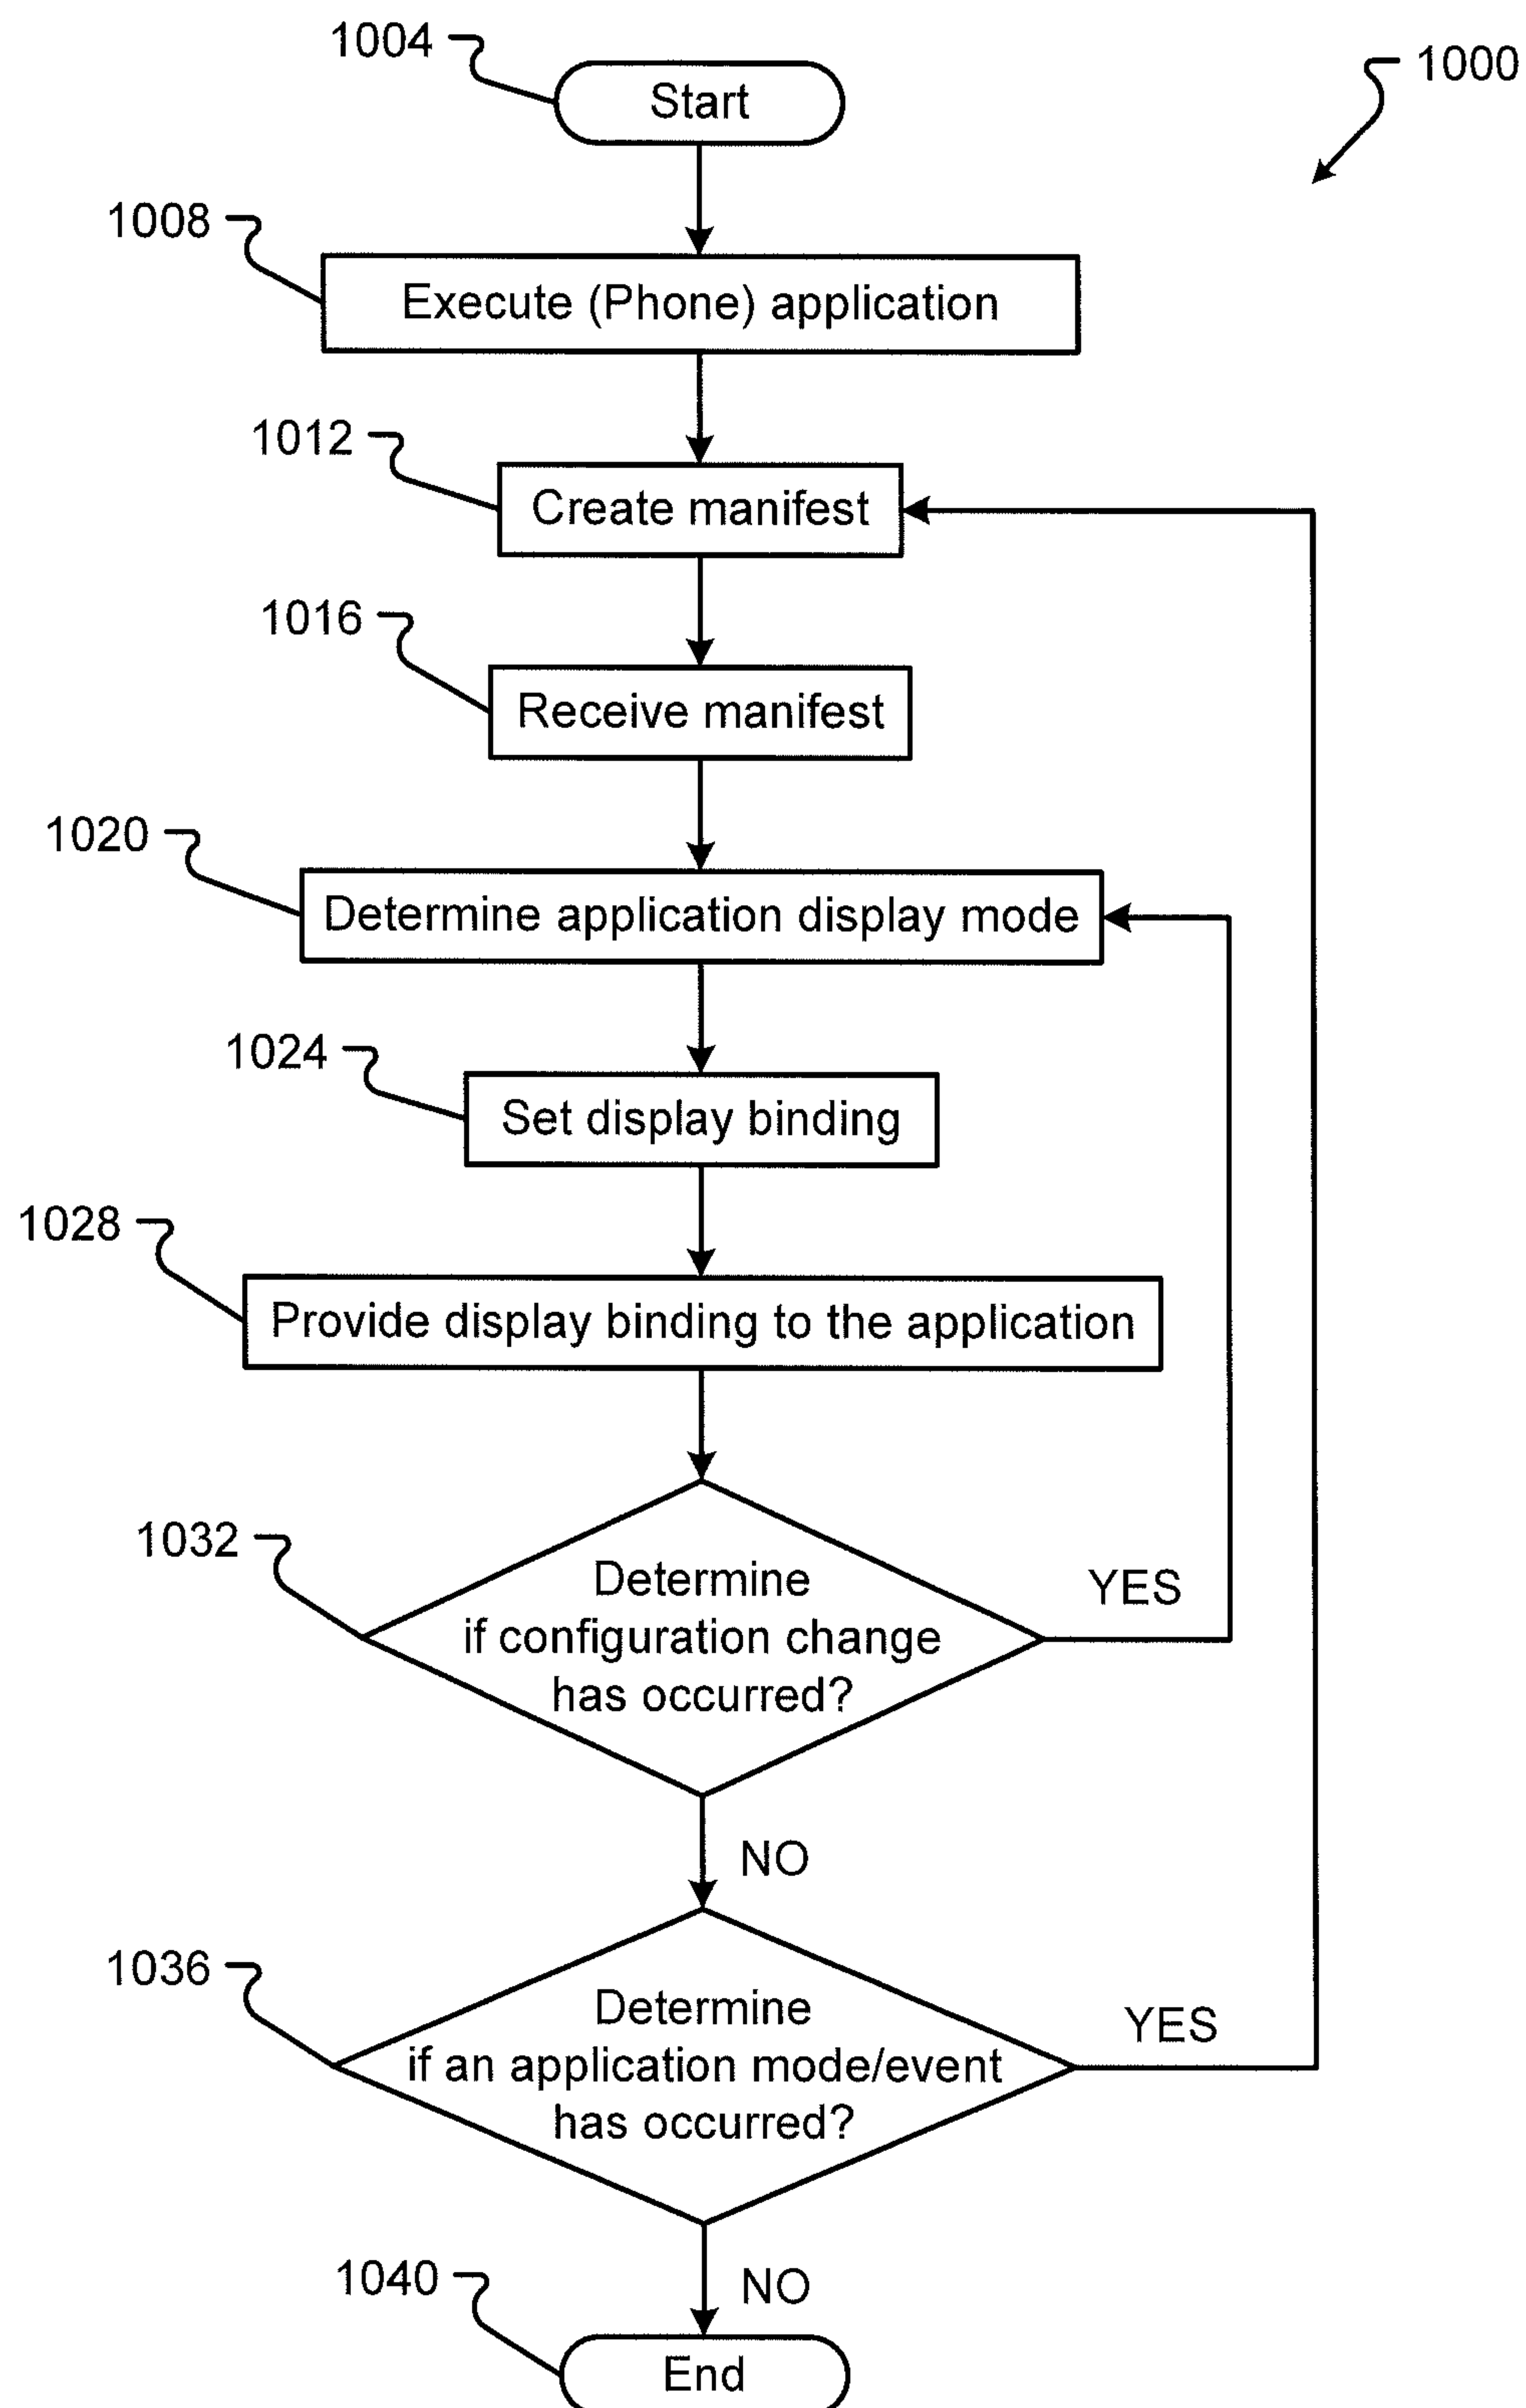 1004
Start
1000
1008
Execute (Phone) application
1012
Create manifest
1016
Receive manifest
1020
Determine application display mode
1024
Set display binding
1028
Provide display binding to the application
1032
Determine
if configuration change
has occurred?
YES
NO
1036
Determine
if an application mode/event
has occurred?
YES
1040
NO
End